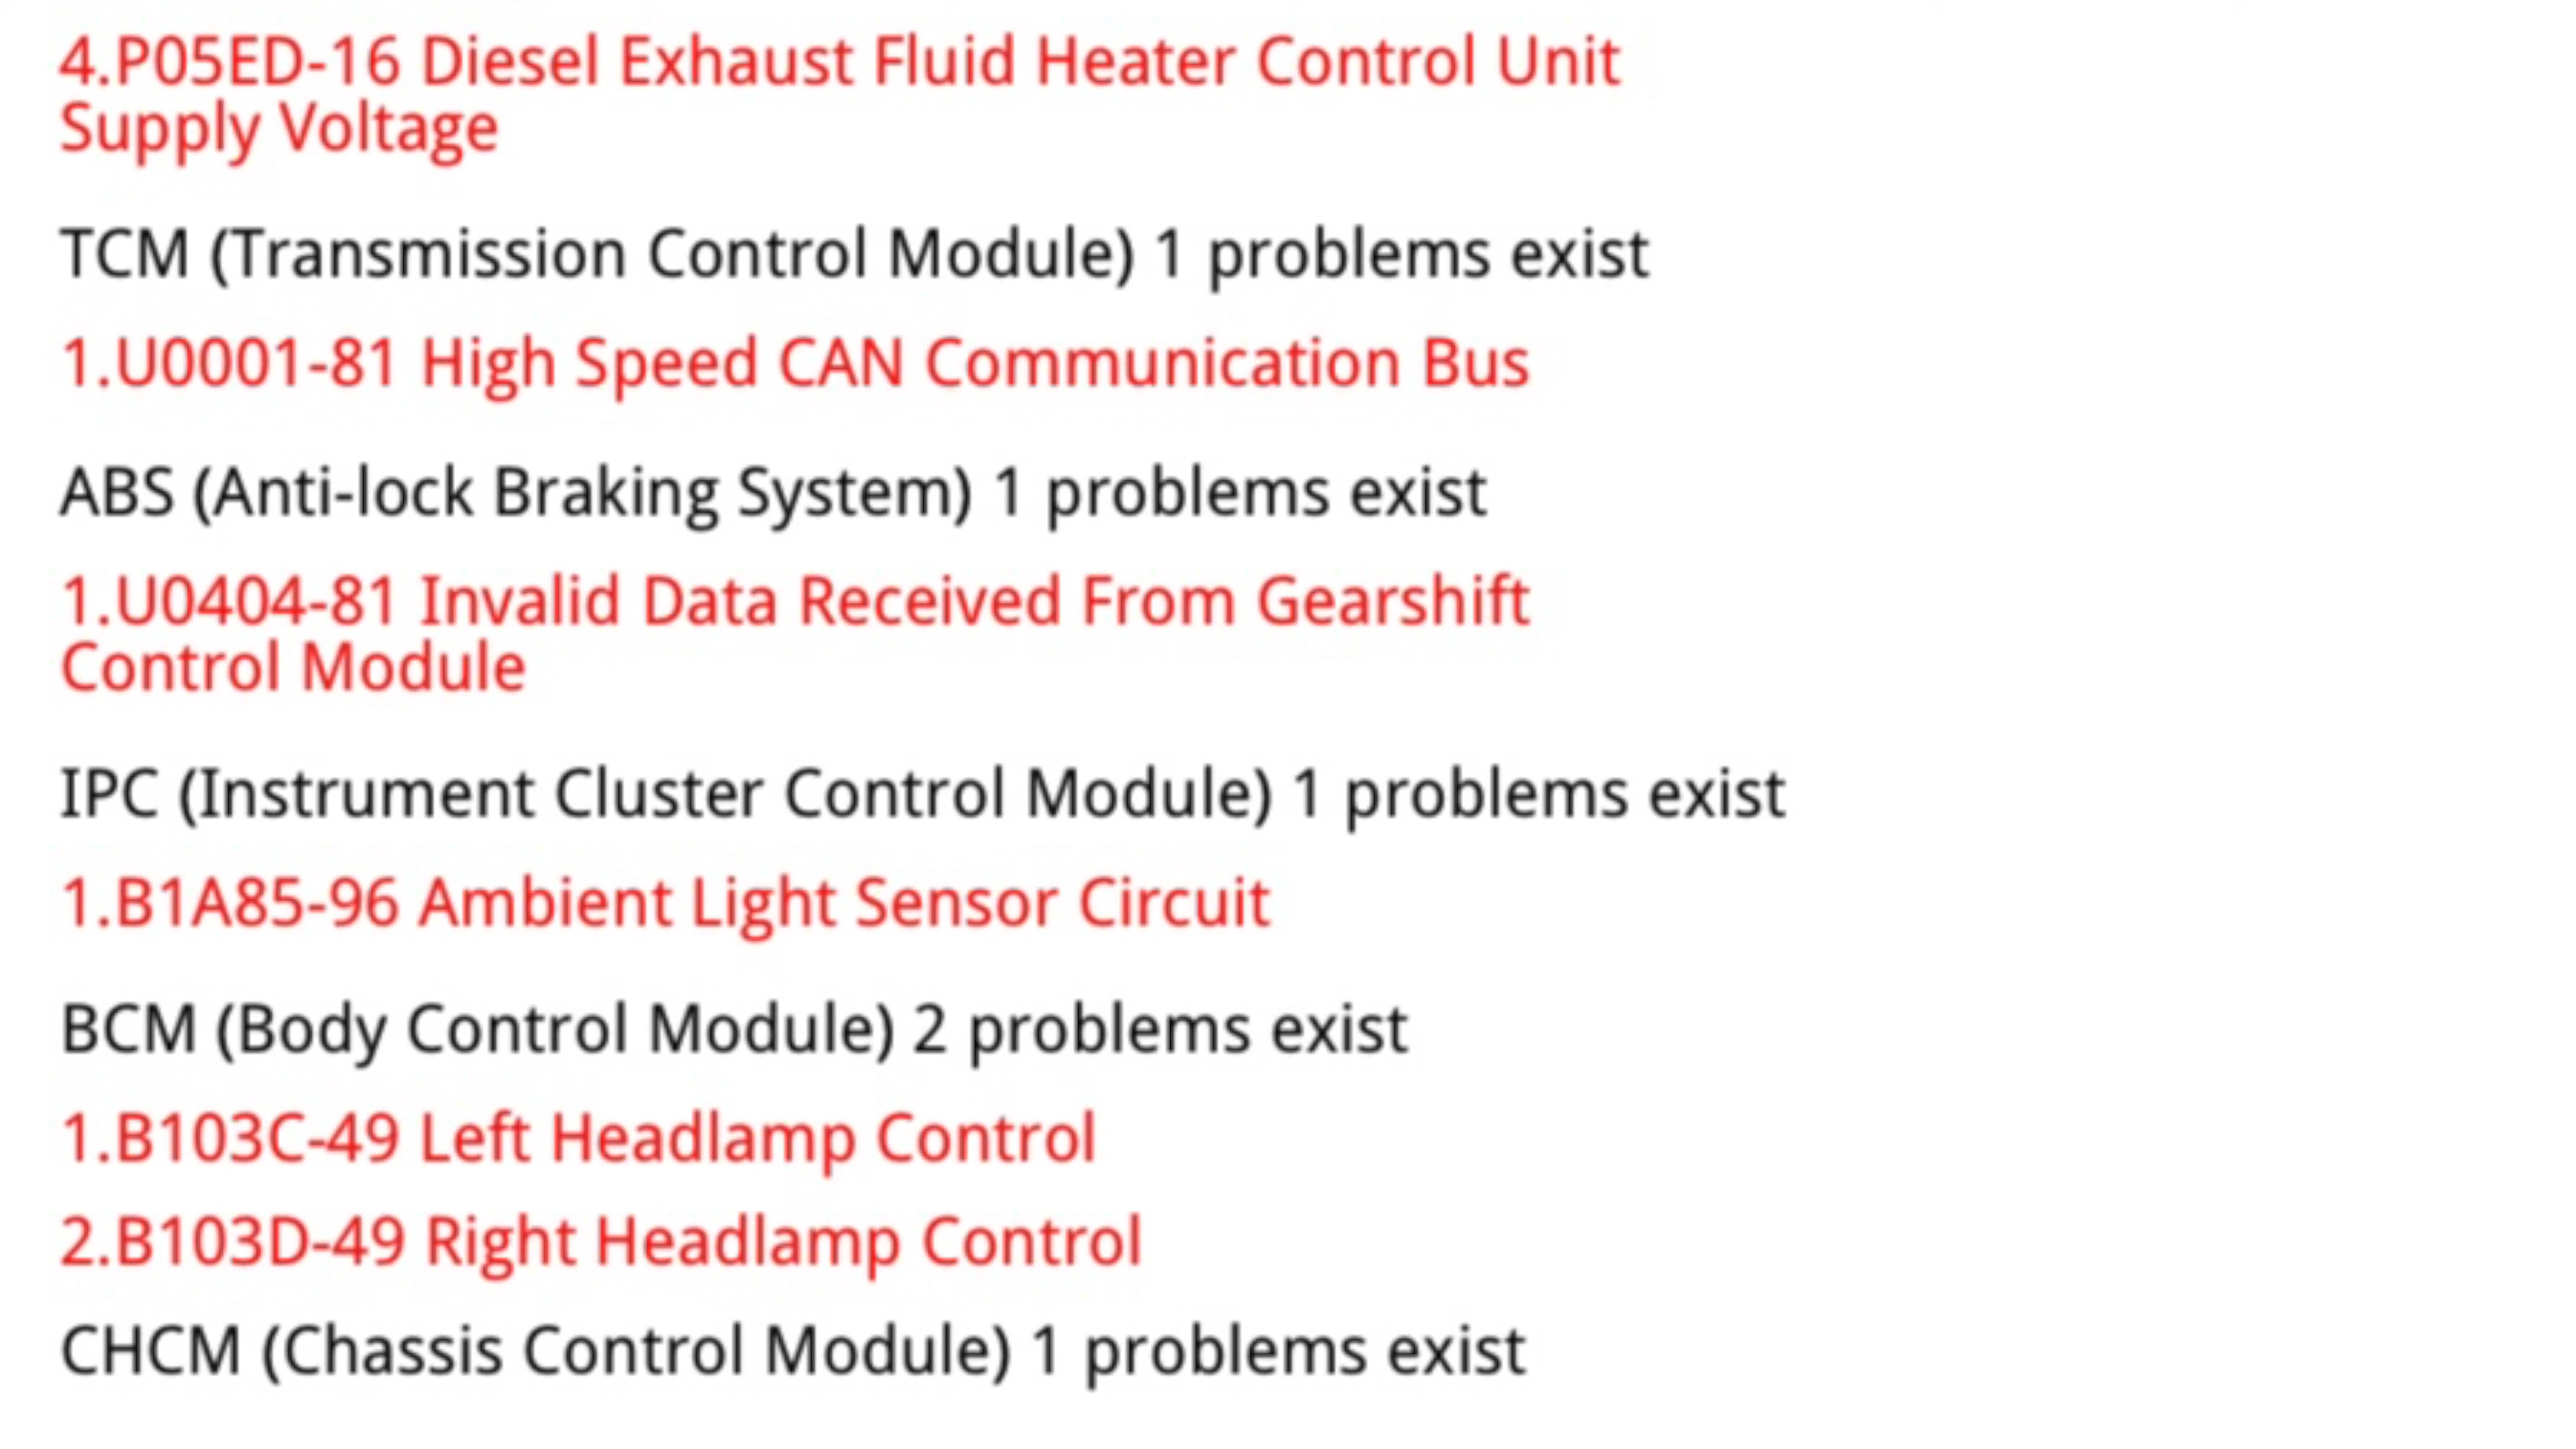 4.P05ED-16 Diesel Exhaust Fluid Heater Control Unit
Supply Voltage
TCM (Transmission Control Module) 1 problems exist
1.U0001-81 High Speed CAN Communication Bus
ABS (Anti-lock Braking System) 1 problems exist
1.U0404-81 Invalid Data Received From Gearshift
Control Module
IPC (Instrument Cluster Control Module) 1 problems exist
1.B1A85-96 Ambient Light Sensor Circuit
BCM (Body Control Module) 2 problems exist
1.B103C-49 Left Headlamp Control
2.B103D-49 Right Headlamp Control
CHCM (Chassis Control Module) 1 problems exist